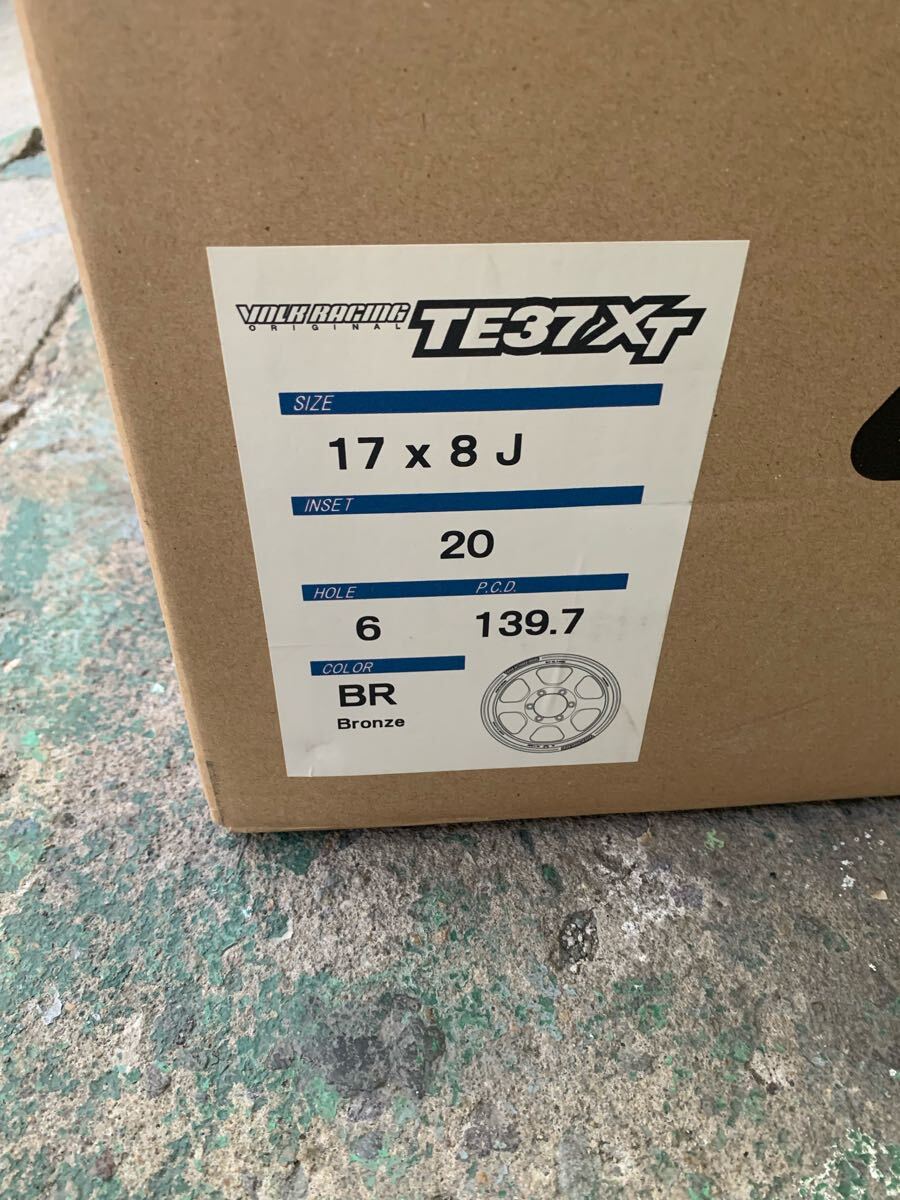 VOLK RACING
ORIGINAL
TE37XT
SIZE
17 x 8 J
INSET
20
HOLE P.C.D.
6 139.7
COLOR
BR
Bronze